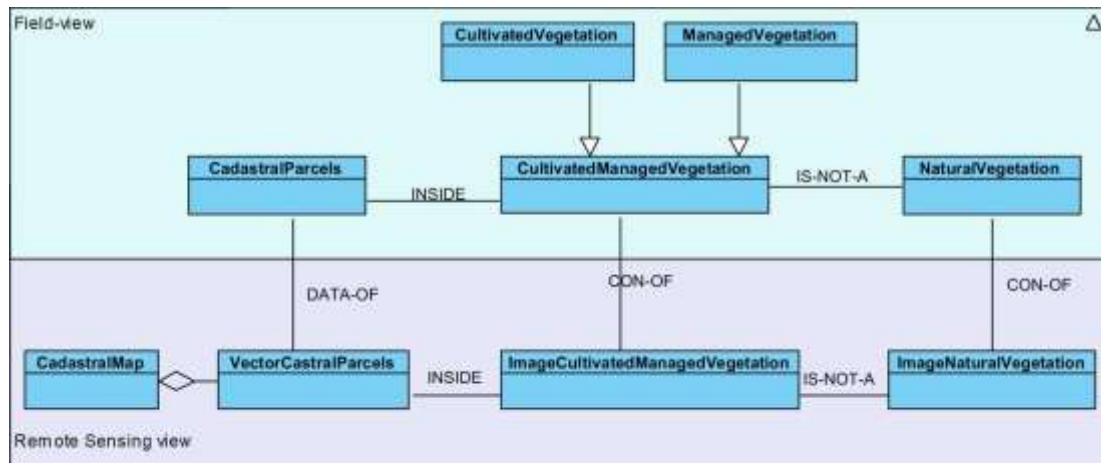 Field-view
CultivatedVegetation
ManagedVegetation
CadastralParcels
INSIDE
CultivatedManagedVegetation
IS-NOT-A
NaturalVegetation
DATA-OF
CON-OF
CON-OF
CadastralMap
VectorCastralParcels
INSIDE
ImageCultivatedManagedVegetation
IS-NOT-A
ImageNaturalVegetation
Remote Sensing view